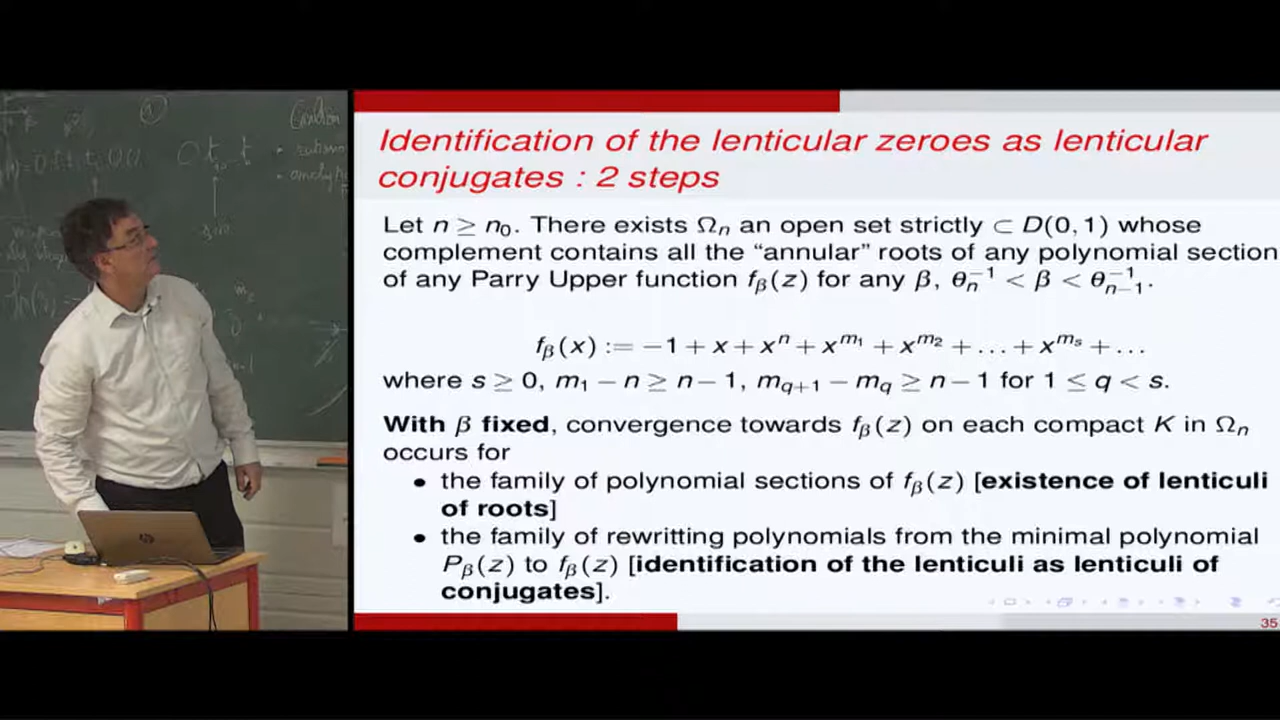 Identification of the lenticular zeroes as lenticular
conjugates : 2 steps
Let n ≥ n₀. There exists Ωₙ an open set strictly ⊂ D(0, 1) whose
complement contains all the “annular” roots of any polynomial section
of any Parry Upper function f_β(z) for any β, θₙ⁻¹ < β < θₙ₋₁⁻¹.
f_β(x) := −1 + x + xⁿ + x^{m₁} + x^{m₂} + … + x^{mₛ} + …
where s ≥ 0, m₁ − n ≥ n − 1, m_{q+1} − m_q ≥ n − 1 for 1 ≤ q < s.
With β fixed, convergence towards f_β(z) on each compact K in Ωₙ
occurs for
• the family of polynomial sections of f_β(z) [existence of lenticuli
of roots]
• the family of rewritting polynomials from the minimal polynomial
P_β(z) to f_β(z) [identification of the lenticuli as lenticuli of
conjugates].
35